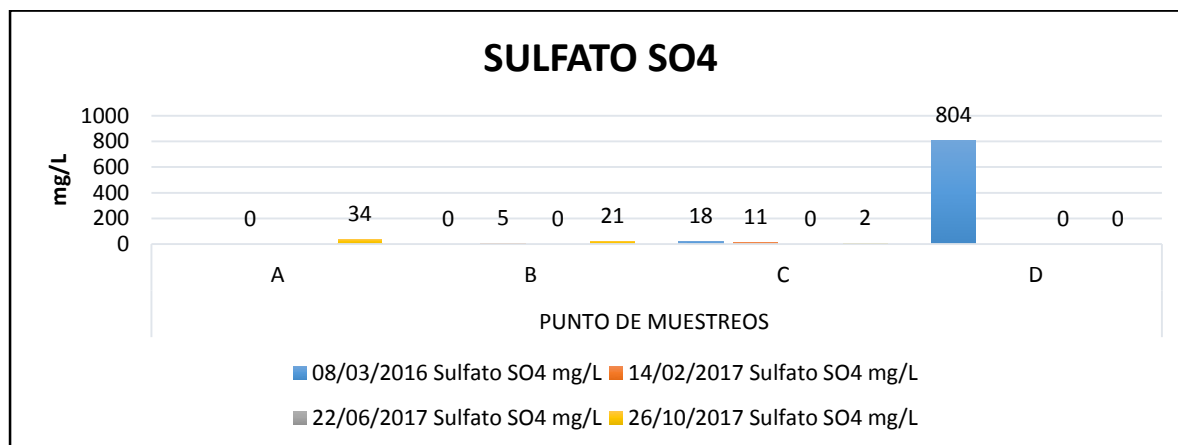 SULFATO SO4
mg/L
1000
800
600
400
200
0
0
34
0
5
0
21
18
11
0
2
804
0
0
A
B
C
D
PUNTO DE MUESTREOS
08/03/2016 Sulfato SO4 mg/L
14/02/2017 Sulfato SO4 mg/L
22/06/2017 Sulfato SO4 mg/L
26/10/2017 Sulfato SO4 mg/L